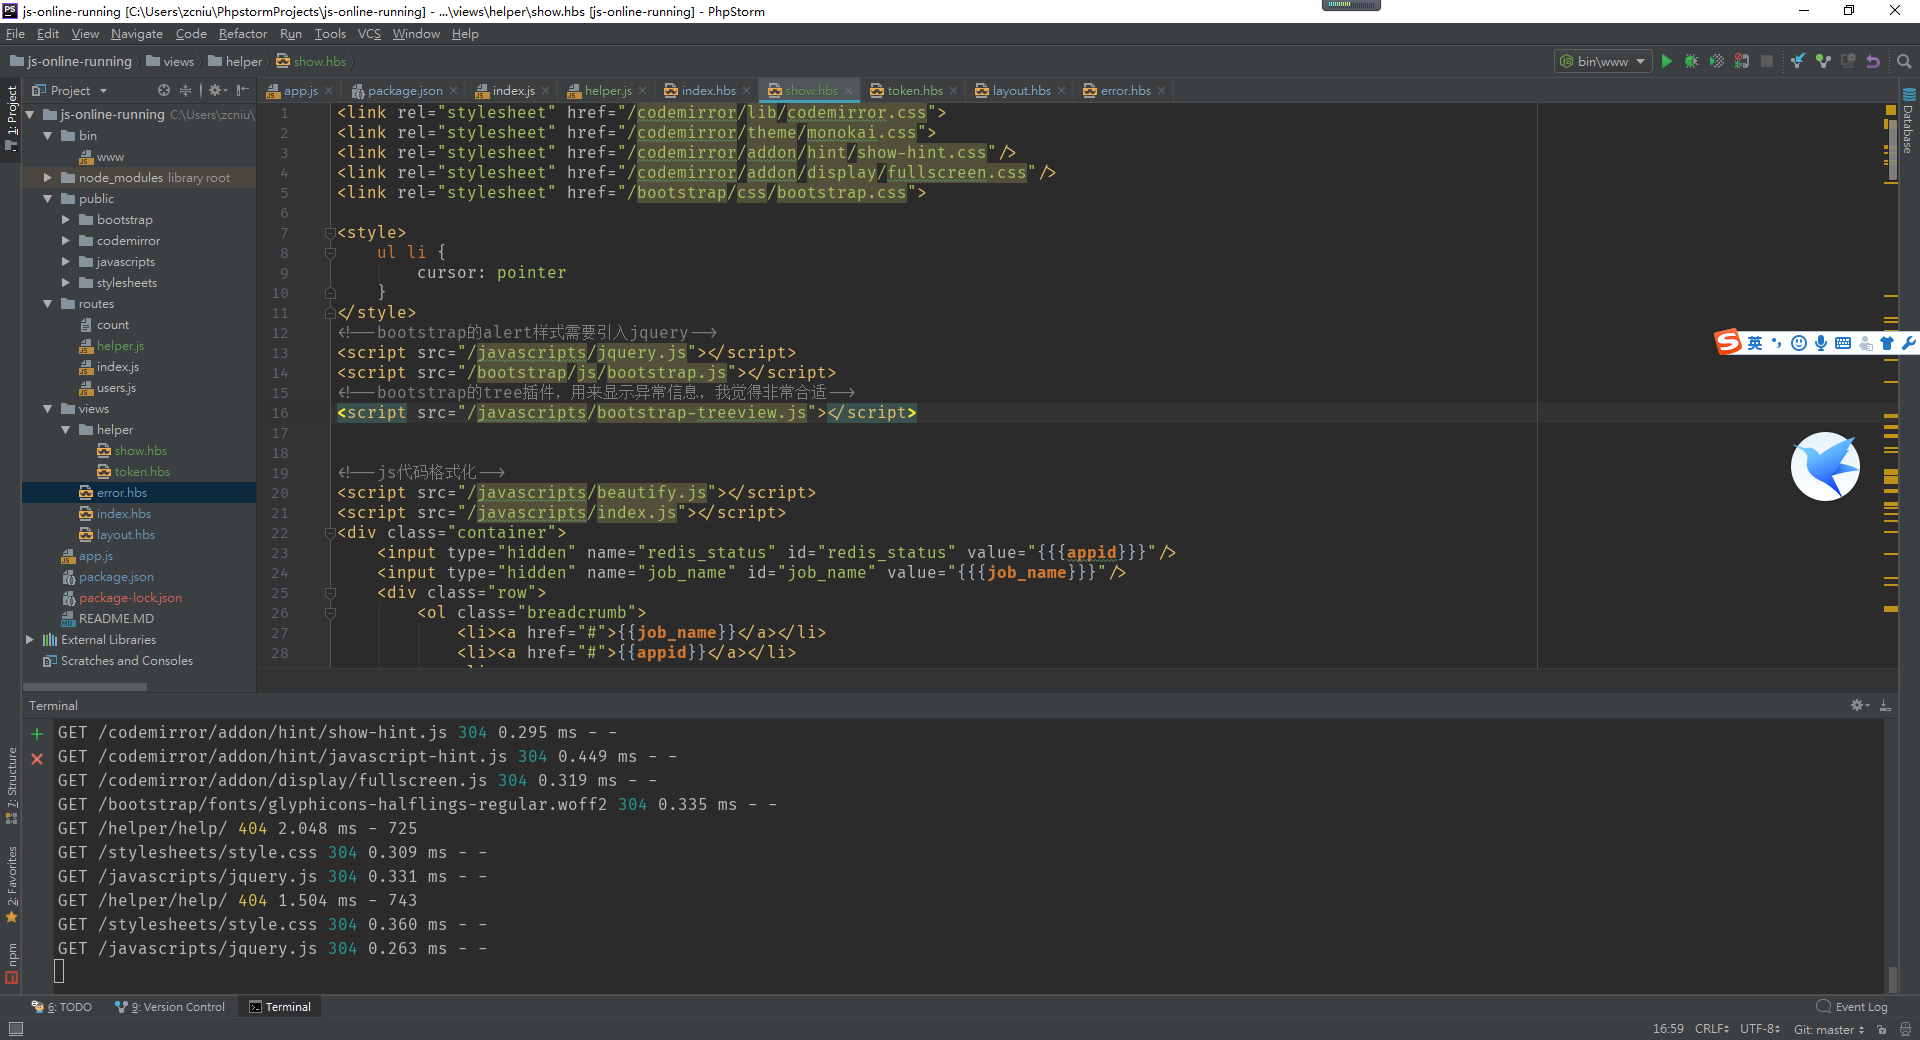 js-online-running [C:\Users\zcniu\PhpstormProjects\js-online-running] - ...\views\helper\show.hbs [js-online-running] - PhpStorm
File Edit View Navigate Code Refactor Run Tools VCS Window Help
js-online-running views helper show.hbs
bin\www
Project
app.js package.json index.js helper.js index.hbs show.hbs token.hbs layout.hbs error.hbs
1: Project
7: Structure
2: Favorites
npm
Database
js-online-running C:\Users\zcniu\
bin
www
node_modules library root
public
bootstrap
codemirror
javascripts
stylesheets
routes
count
helper.js
index.js
users.js
views
helper
show.hbs
token.hbs
error.hbs
index.hbs
layout.hbs
app.js
package.json
package-lock.json
README.MD
External Libraries
Scratches and Consoles
1 <link rel="stylesheet" href="/codemirror/lib/codemirror.css">
2 <link rel="stylesheet" href="/codemirror/theme/monokai.css">
3 <link rel="stylesheet" href="/codemirror/addon/hint/show-hint.css"/>
4 <link rel="stylesheet" href="/codemirror/addon/display/fullscreen.css"/>
5 <link rel="stylesheet" href="/bootstrap/css/bootstrap.css">
6
7 <style>
8 ul li {
9 cursor: pointer
10 }
11 </style>
12 <!--bootstrap的alert样式需要引入jquery-->
13 <script src="/javascripts/jquery.js"></script>
14 <script src="/bootstrap/js/bootstrap.js"></script>
15 <!--bootstrap的tree插件，用来显示异常信息，我觉得非常合适-->
16 <script src="/javascripts/bootstrap-treeview.js"></script>
17
18
19 <!--js代码格式化-->
20 <script src="/javascripts/beautify.js"></script>
21 <script src="/javascripts/index.js"></script>
22 <div class="container">
23 <input type="hidden" name="redis_status" id="redis_status" value="{{{appid}}}"/>
24 <input type="hidden" name="job_name" id="job_name" value="{{{job_name}}}"/>
25 <div class="row">
26 <ol class="breadcrumb">
27 <li><a href="#">{{job_name}}</a></li>
28 <li><a href="#">{{appid}}</a></li>
英
Terminal
GET /codemirror/addon/hint/show-hint.js 304 0.295 ms - -
GET /codemirror/addon/hint/javascript-hint.js 304 0.449 ms - -
GET /codemirror/addon/display/fullscreen.js 304 0.319 ms - -
GET /bootstrap/fonts/glyphicons-halflings-regular.woff2 304 0.335 ms - -
GET /helper/help/ 404 2.048 ms - 725
GET /stylesheets/style.css 304 0.309 ms - -
GET /javascripts/jquery.js 304 0.331 ms - -
GET /helper/help/ 404 1.504 ms - 743
GET /stylesheets/style.css 304 0.360 ms - -
GET /javascripts/jquery.js 304 0.263 ms - -
6: TODO 9: Version Control Terminal Event Log
16:59 CRLF UTF-8 Git: master